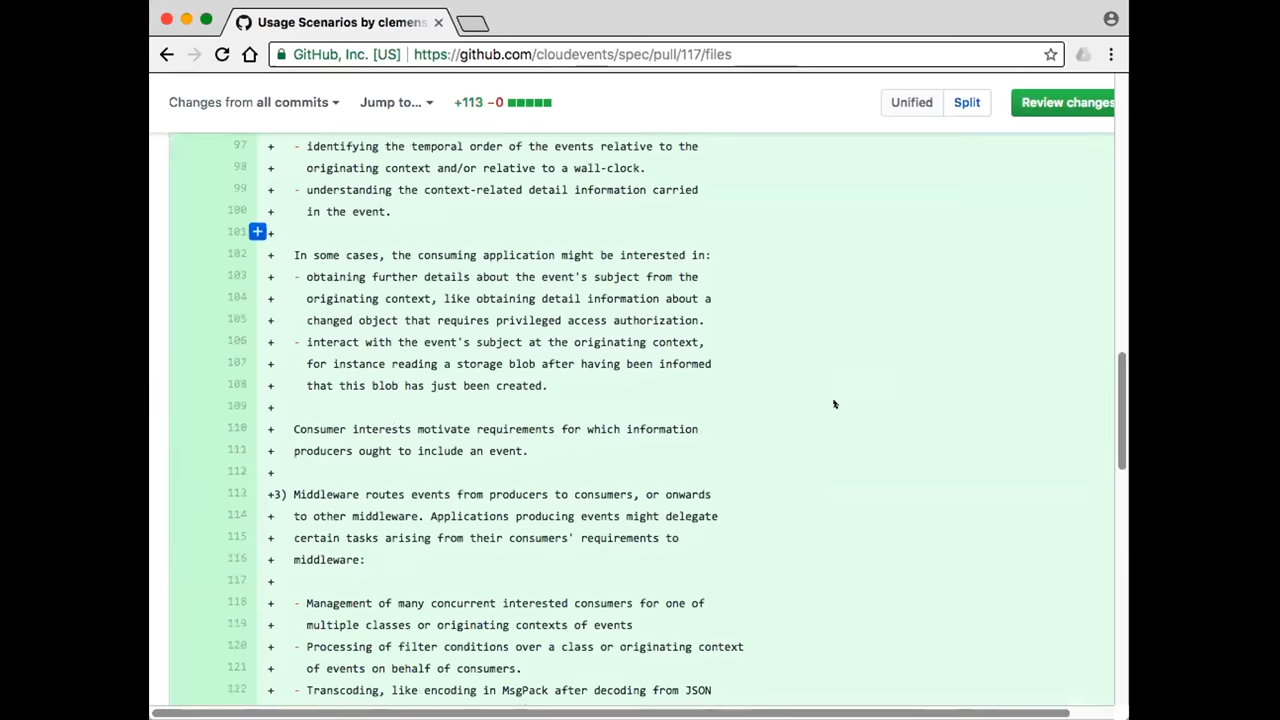 Usage Scenarios by clemens
GitHub, Inc. [US] https://github.com/cloudevents/spec/pull/117/files
Changes from all commits Jump to... +113 −0 Unified Split Review changes
97 + - identifying the temporal order of the events relative to the
98 + originating context and/or relative to a wall-clock.
99 + - understanding the context-related detail information carried
100 + in the event.
101 + +
102 + In some cases, the consuming application might be interested in:
103 + - obtaining further details about the event's subject from the
104 + originating context, like obtaining detail information about a
105 + changed object that requires privileged access authorization.
106 + - interact with the event's subject at the originating context,
107 + for instance reading a storage blob after having been informed
108 + that this blob has just been created.
109 +
110 + Consumer interests motivate requirements for which information
111 + producers ought to include an event.
112 +
113 +3) Middleware routes events from producers to consumers, or onwards
114 + to other middleware. Applications producing events might delegate
115 + certain tasks arising from their consumers' requirements to
116 + middleware:
117 +
118 + - Management of many concurrent interested consumers for one of
119 + multiple classes or originating contexts of events
120 + - Processing of filter conditions over a class or originating context
121 + of events on behalf of consumers.
122 + - Transcoding, like encoding in MsgPack after decoding from JSON